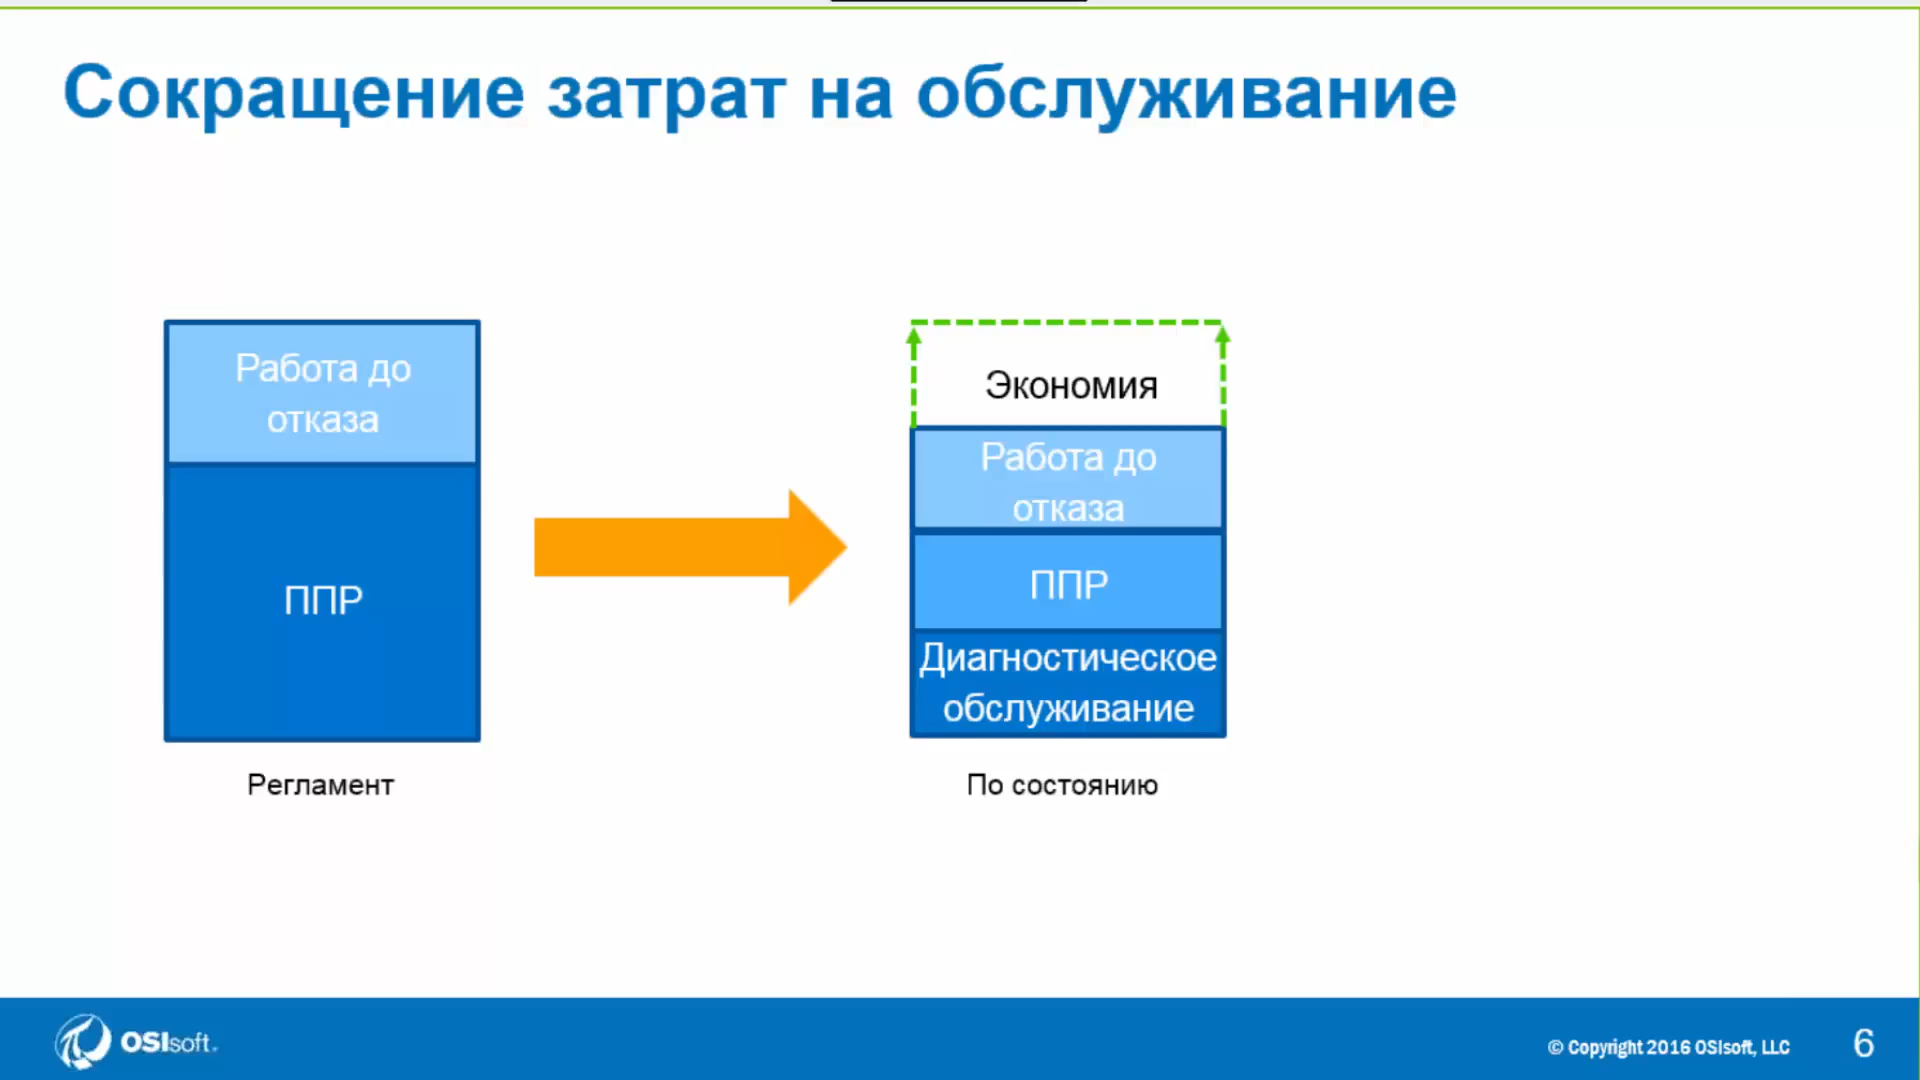 Сокращение затрат на обслуживание
Работа до
отказа
ППР
Регламент
Экономия
Работа до
отказа
ППР
Диагностическое
обслуживание
По состоянию
OSIsoft.
© Copyright 2016 OSIsoft, LLC
6